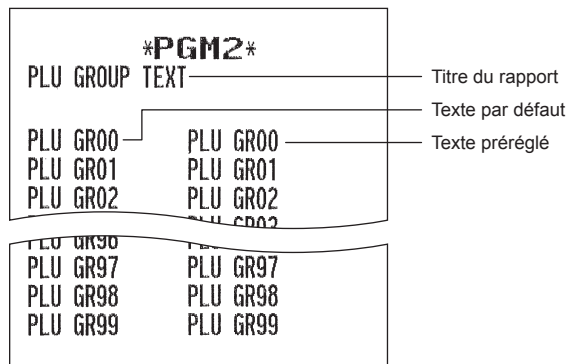 *PGM2*
PLU GROUP TEXT
Titre du rapport
Texte par défaut
PLU GR00 PLU GR00
Texte préréglé
PLU GR01 PLU GR01
PLU GR02 PLU GR02
PLU GR97 PLU GR97
PLU GR98 PLU GR98
PLU GR99 PLU GR99